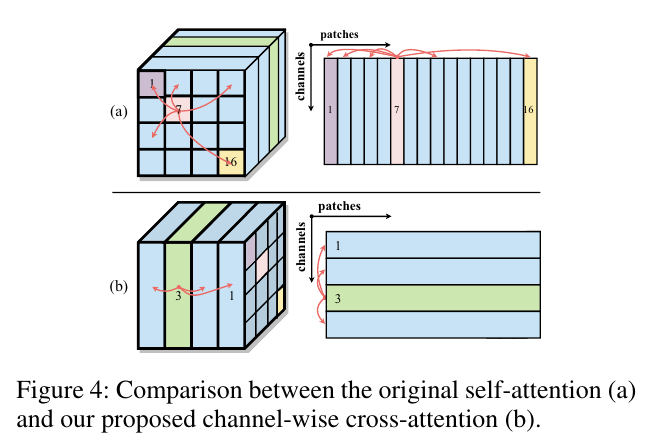 patches
channels
1
7
16
(a)
1
7
16
patches
channels
(b)
3
1
1
3
Figure 4: Comparison between the original self-attention (a)
and our proposed channel-wise cross-attention (b).